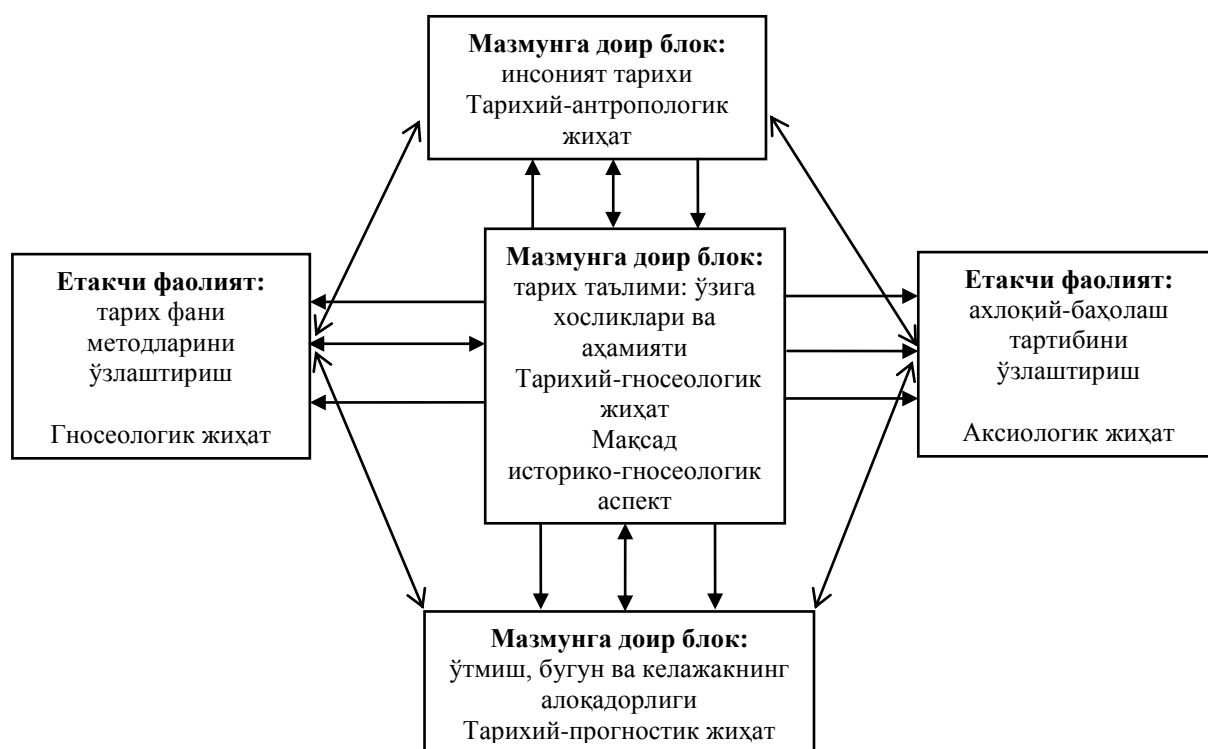 Мазмунга доир блок:
инсоният тарихи
Тарихий-антропологик
жиҳат
Етакчи фаолият:
тарих фани
методларини
ўзлаштириш
Гносеологик жиҳат
Мазмунга доир блок:
тарих таълими: ўзига
хосликлари ва
аҳамияти
Тарихий-гносеологик
жиҳат
Мақсад
историко-гносеологик
аспект
Етакчи фаолият:
ахлоқий-баҳолаш
тартибини
ўзлаштириш
Аксиологик жиҳат
Мазмунга доир блок:
ўтмиш, бугун ва келажакнинг
алоқадорлиги
Тарихий-прогностик жиҳат